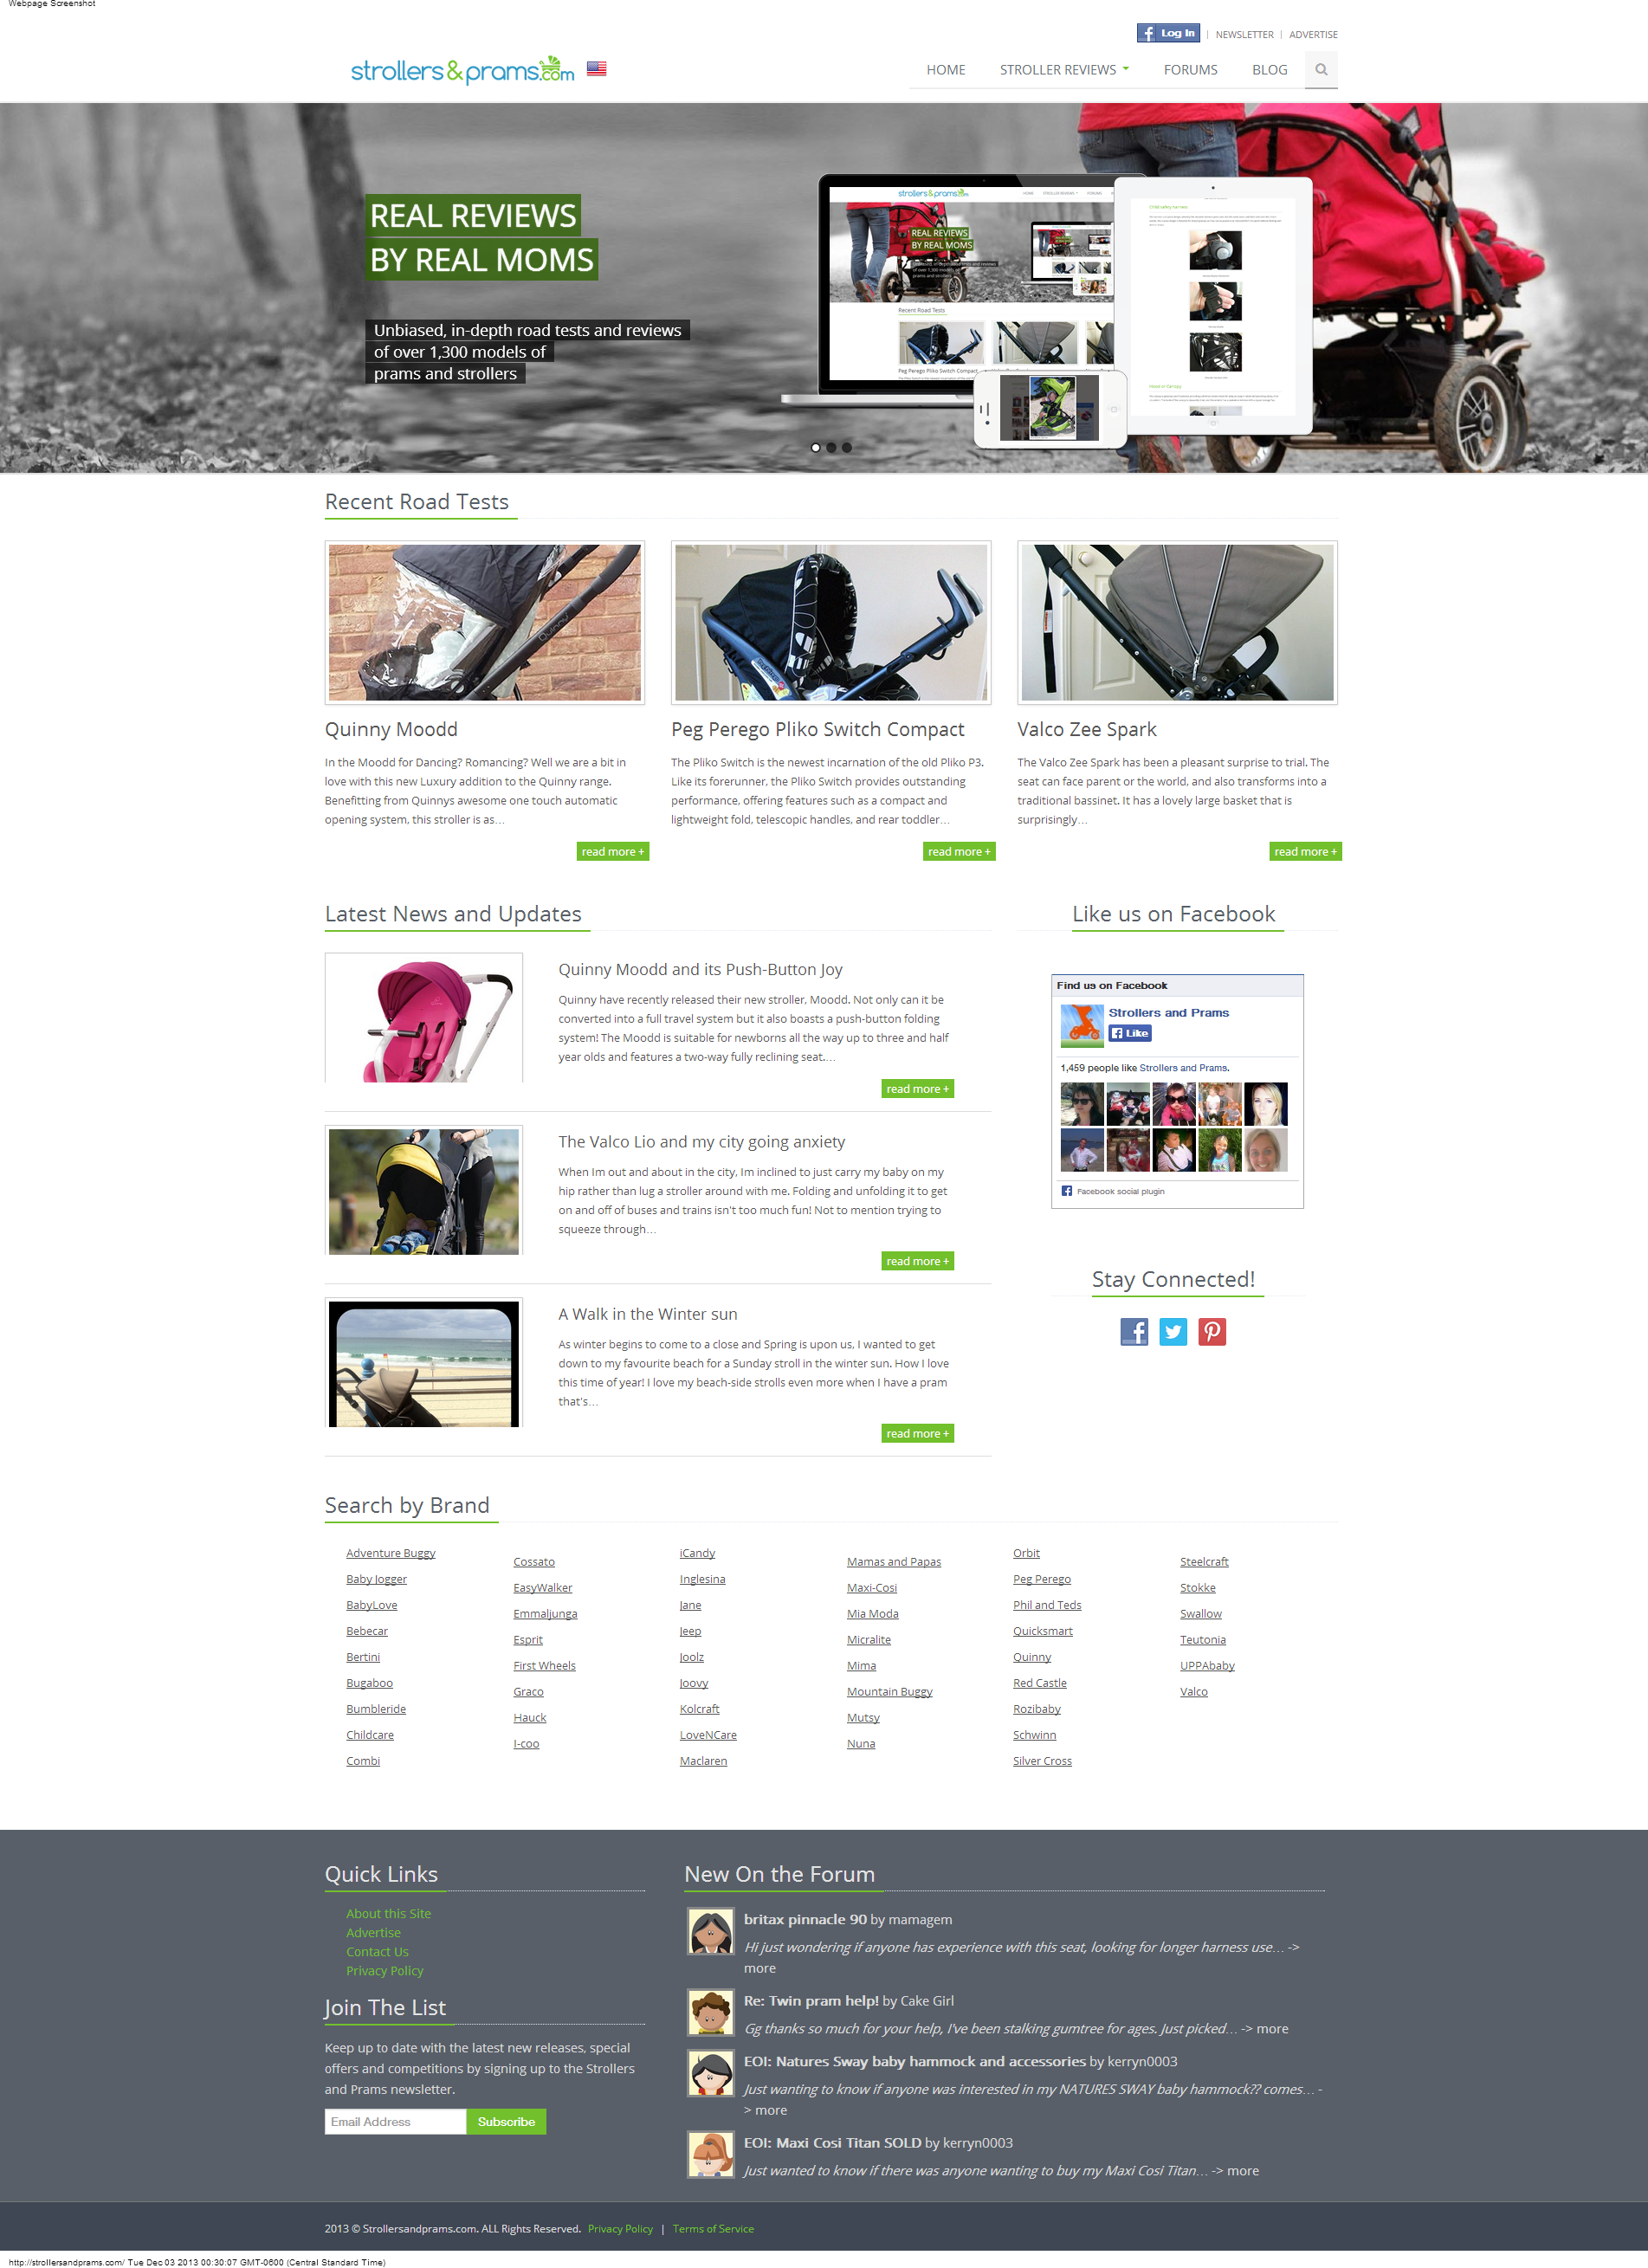 Webpage Screenshot
Log In
NEWSLETTER
ADVERTISE
strollers&prams.com
HOME
STROLLER REVIEWS
FORUMS
BLOG
REAL REVIEWS
BY REAL MOMS
Unbiased, in-depth road tests and reviews
of over 1,300 models of
prams and strollers
Recent Road Tests
Quinny Moodd
In the Moodd for Dancing? Romancing? Well we are a bit in
love with this new Luxury addition to the Quinny range.
Benefitting from Quinnys awesome one touch automatic
opening system, this stroller is as...
read more +
Peg Perego Pliko Switch Compact
The Pliko Switch is the newest incarnation of the old Pliko P3.
Like its forerunner, the Pliko Switch provides outstanding
performance, offering features such as a compact and
lightweight fold, telescopic handles, and rear toddler...
read more +
Valco Zee Spark
The Valco Zee Spark has been a pleasant surprise to trial. The
seat can face parent or the world, and also transforms into a
traditional bassinet. It has a lovely large basket that is
surprisingly...
read more +
Latest News and Updates
Quinny Moodd and its Push-Button Joy
Quinny have recently released their new stroller, Moodd. Not only can it be
converted into a full travel system but it also boasts a push-button folding
system! The Moodd is suitable for newborns all the way up to three and half
year olds and features a two-way fully reclining seat....
read more +
The Valco Lio and my city going anxiety
When Im out and about in the city, Im inclined to just carry my baby on my
hip rather than lug a stroller around with me. Folding and unfolding it to get
on and off of buses and trains isn't too much fun! Not to mention trying to
squeeze through...
read more +
A Walk in the Winter sun
As winter begins to come to a close and Spring is upon us, I wanted to get
down to my favourite beach for a Sunday stroll in the winter sun. How I love
this time of year! I love my beach-side strolls even more when I have a pram
that's...
read more +
Like us on Facebook
Find us on Facebook
Strollers and Prams
Like
1,459 people like Strollers and Prams.
Facebook social plugin
Stay Connected!
Search by Brand
Adventure Buggy
Baby Jogger
BabyLove
Bebecar
Bertini
Bugaboo
Bumbleride
Childcare
Combi
Cossato
EasyWalker
Emmaljunga
Esprit
First Wheels
Graco
Hauck
I-coo
iCandy
Inglesina
Jane
Jeep
Joolz
Joovy
Kolcraft
LoveNCare
Maclaren
Mamas and Papas
Maxi-Cosi
Mia Moda
Micralite
Mima
Mountain Buggy
Mutsy
Nuna
Orbit
Peg Perego
Phil and Teds
Quicksmart
Quinny
Red Castle
Rozibaby
Schwinn
Silver Cross
Steelcraft
Stokke
Swallow
Teutonia
UPPAbaby
Valco
Quick Links
About this Site
Advertise
Contact Us
Privacy Policy
Join The List
Keep up to date with the latest new releases, special
offers and competitions by signing up to the Strollers
and Prams newsletter.
Email Address
Subscribe
New On the Forum
britax pinnacle 90 by mamagem
Hi just wondering if anyone has experience with this seat, looking for longer harness use... ->
more
Re: Twin pram help! by Cake Girl
Gg thanks so much for your help, I've been stalking gumtree for ages. Just picked... -> more
EOI: Natures Sway baby hammock and accessories by kerryn0003
Just wanting to know if anyone was interested in my NATURES SWAY baby hammock?? comes... -
> more
EOI: Maxi Cosi Titan SOLD by kerryn0003
Just wanted to know if there was anyone wanting to buy my Maxi Cosi Titan... -> more
2013 © Strollersandprams.com. ALL Rights Reserved. Privacy Policy | Terms of Service
http://strollersandprams.com/ Tue Dec 03 2013 00:30:07 GMT-0600 (Central Standard Time)